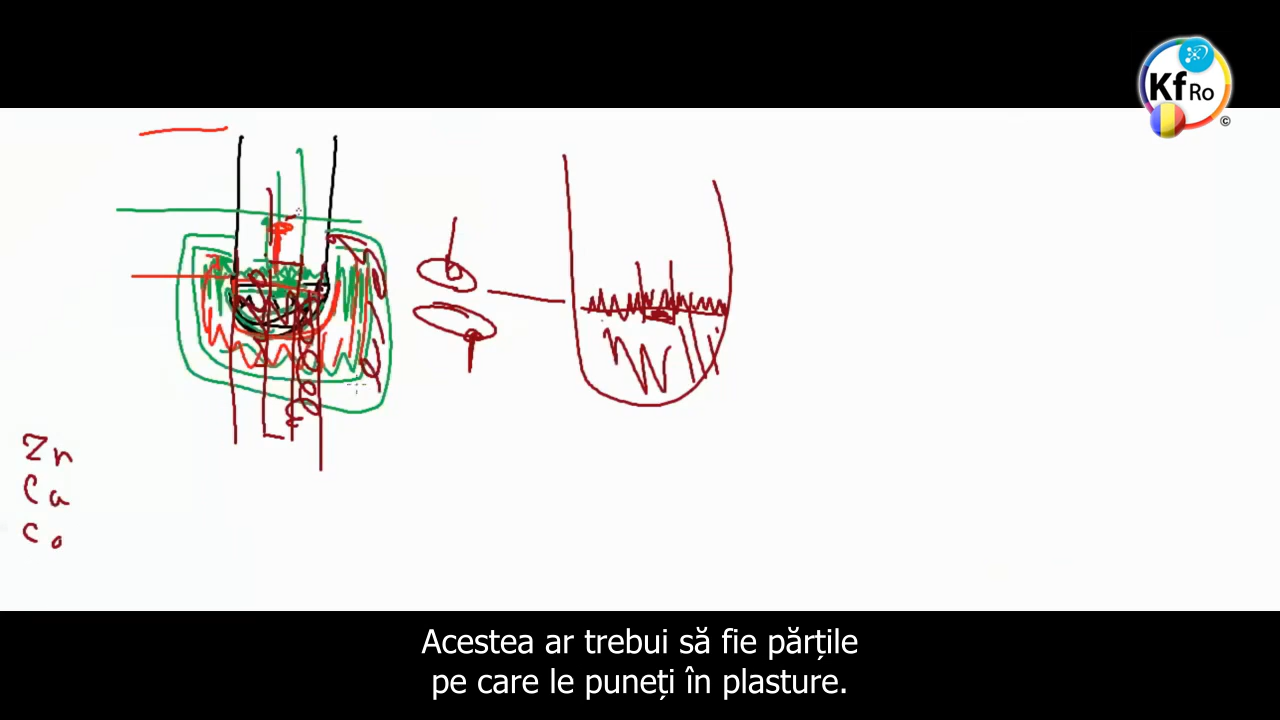 Kf Ro
©
Zn
Ca
Co
Acestea ar trebui să fie părțile
pe care le puneți în plasture.